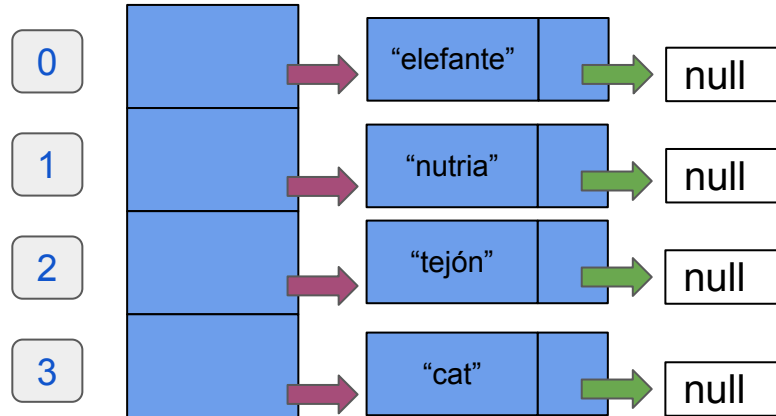 0
“elefante”
null
1
“nutria”
null
2
“tejón”
null
3
“cat”
null